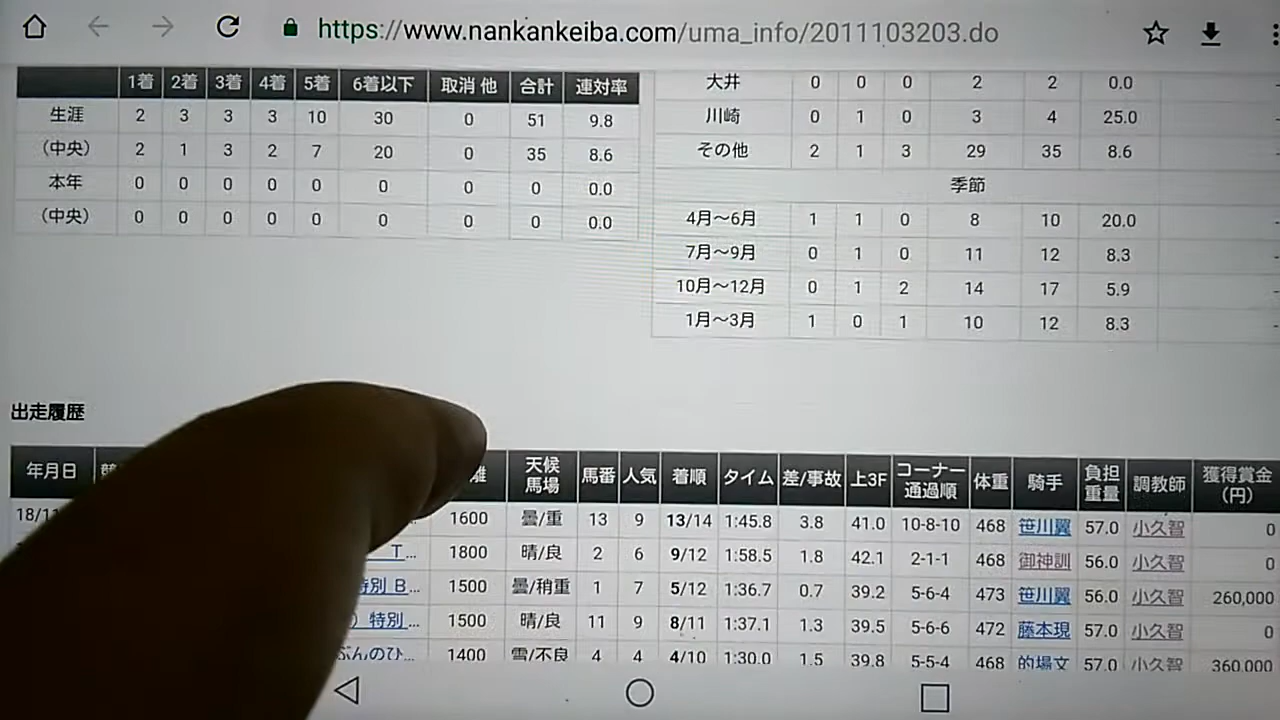 https://www.nankankeiba.com/uma_info/2011103203.do
1着 2着 3着 4着 5着 6着以下 取消 他 合計 連対率
生涯 2 3 3 3 10 30 0 51 9.8
（中央） 2 1 3 2 7 20 0 35 8.6
本年 0 0 0 0 0 0 0 0 0.0
（中央） 0 0 0 0 0 0 0 0 0.0
大井 0 0 0 2 2 0.0
川崎 0 1 0 3 4 25.0
その他 2 1 3 29 35 8.6
季節
4月〜6月 1 1 0 8 10 20.0
7月〜9月 0 1 0 11 12 8.3
10月〜12月 0 1 2 14 17 5.9
1月〜3月 1 0 1 10 12 8.3
出走履歴
年月日 離 天候馬場 馬番 人気 着順 タイム 差/事故 上3F コーナー通過順 体重 騎手 負担重量 調教師 獲得賞金（円）
18/11 1600 曇/重 13 9 13/14 1:45.8 3.8 41.0 10-8-10 468 笹川翼 57.0 小久智 0
T... 1800 晴/良 2 6 9/12 1:58.5 1.8 42.1 2-1-1 468 御神訓 56.0 小久智 0
特別 B... 1500 曇/稍重 1 7 5/12 1:36.7 0.7 39.2 5-6-4 473 笹川翼 56.0 小久智 260,000
）特別... 1500 晴/良 11 9 8/11 1:37.1 1.3 39.5 5-6-6 472 藤本現 57.0 小久智 0
ぶんのひ... 1400 雪/不良 4 4 4/10 1:30.0 1.5 39.8 5-5-4 468 的場文 57.0 小久智 360,000